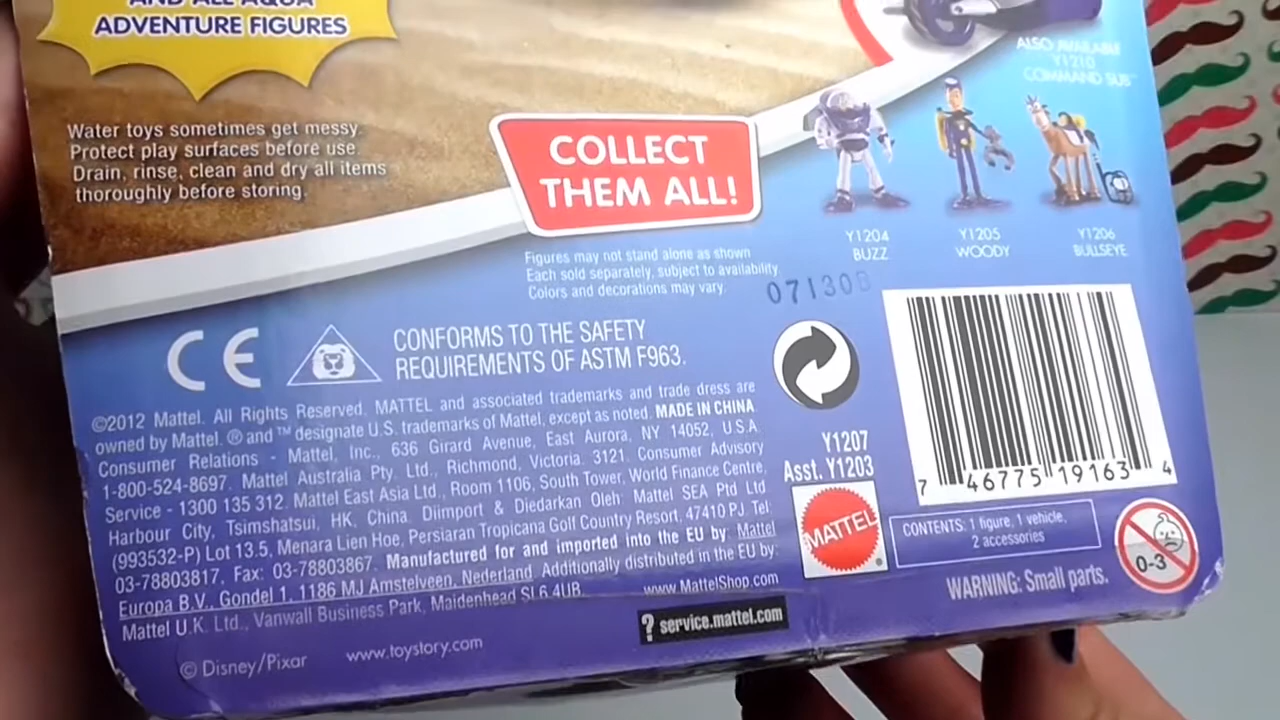 AND ALL AQUA
ADVENTURE FIGURES
ALSO AVAILABLE
Y1210
COMMAND SUB™
Water toys sometimes get messy.
Protect play surfaces before use.
Drain, rinse, clean and dry all items
thoroughly before storing.
COLLECT
THEM ALL!
Y1204
BUZZ
Y1205
WOODY
Y1206
BULLSEYE
Figures may not stand alone as shown
Each sold separately, subject to availability.
Colors and decorations may vary.
07130
CE
CONFORMS TO THE SAFETY
REQUIREMENTS OF ASTM F963.
©2012 Mattel. All Rights Reserved. MATTEL and associated trademarks and trade dress are
owned by Mattel. ® and ™ designate U.S. trademarks of Mattel, except as noted. MADE IN CHINA.
Consumer Relations - Mattel, Inc., 636 Girard Avenue, East Aurora, NY 14052, U.S.A.
1-800-524-8697. Mattel Australia Pty. Ltd., Richmond, Victoria. 3121. Consumer Advisory
Service - 1300 135 312. Mattel East Asia Ltd., Room 1106, South Tower, World Finance Centre,
Harbour City, Tsimshatsui, HK, China. Diimport & Diedarkan Oleh: Mattel SEA Ptd Ltd
(993532-P) Lot 13.5, Menara Lien Hoe, Persiaran Tropicana Golf Country Resort, 47410 PJ. Tel:
03-78803817, Fax: 03-78803867. Manufactured for and imported into the EU by: Mattel
Europa B.V., Gondel 1, 1186 MJ Amstelveen, Nederland. Additionally distributed in the EU by:
Mattel U.K. Ltd., Vanwall Business Park, Maidenhead SL6 4UB.
www.MattelShop.com
? service.mattel.com
© Disney/Pixar
www.toystory.com
Y1207
Asst. Y1203
MATTEL®
7 46775 19163 4
CONTENTS: 1 figure, 1 vehicle,
2 accessories
0-3
WARNING: Small parts.